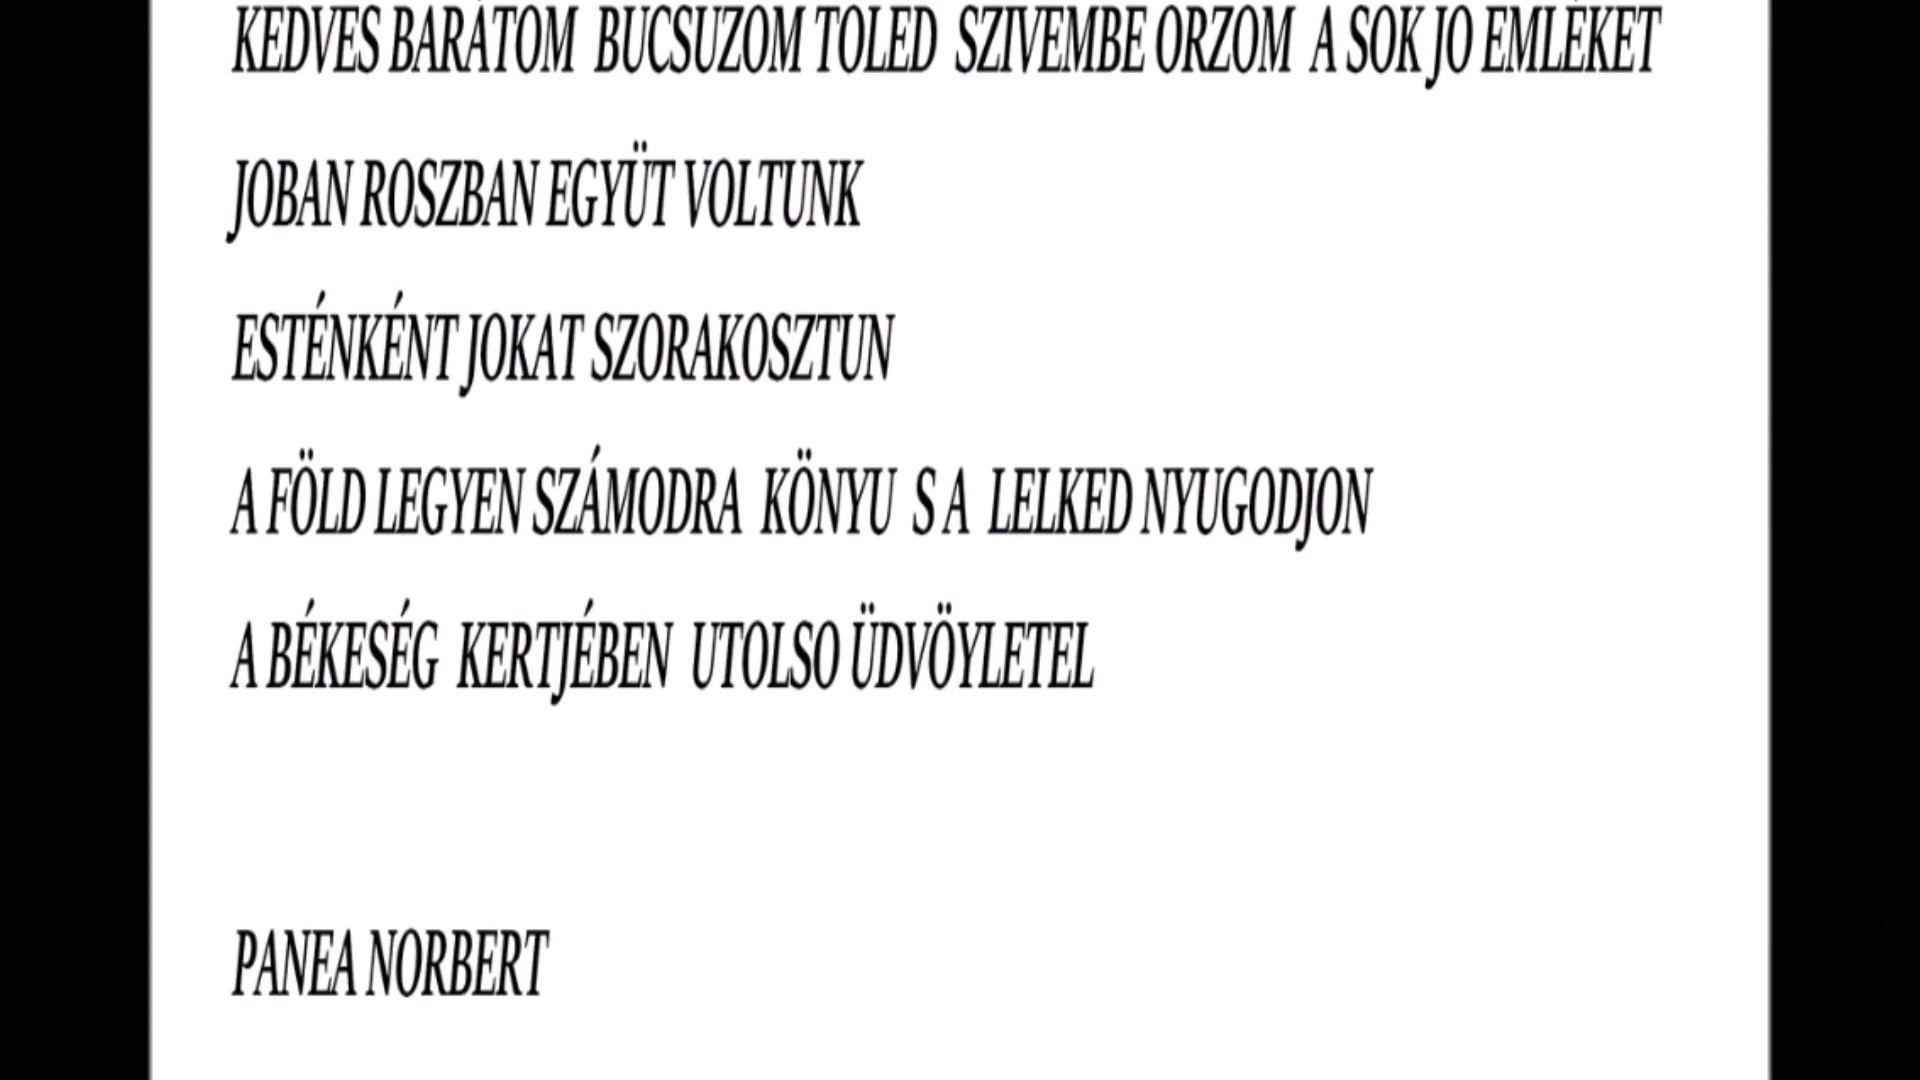 KEDVES BARÁTOM BUCSUZOM TOLED SZIVEMBE ORZOM A SOK JO EMLÉKET
JOBAN ROSZBAN EGYÜT VOLTUNK
ESTÉNKÉNT JOKAT SZORAKOSZTUN
A FÖLD LEGYEN SZÁMODRA KÖNYU S A LELKED NYUGODJON
A BÉKESÉG KERTJÉBEN UTOLSO ÜDVÖYLETEL
PANEA NORBERT